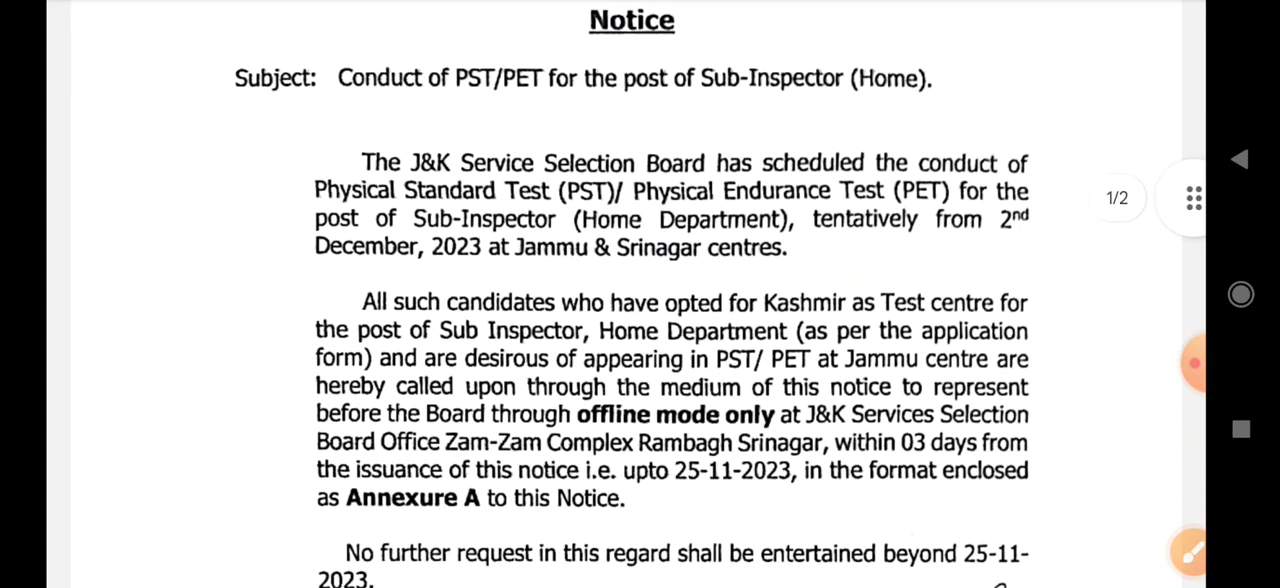 Notice
Subject: Conduct of PST/PET for the post of Sub-Inspector (Home).
The J&K Service Selection Board has scheduled the conduct of
Physical Standard Test (PST)/ Physical Endurance Test (PET) for the
post of Sub-Inspector (Home Department), tentatively from 2nd
December, 2023 at Jammu & Srinagar centres.
All such candidates who have opted for Kashmir as Test centre for
the post of Sub Inspector, Home Department (as per the application
form) and are desirous of appearing in PST/ PET at Jammu centre are
hereby called upon through the medium of this notice to represent
before the Board through offline mode only at J&K Services Selection
Board Office Zam-Zam Complex Rambagh Srinagar, within 03 days from
the issuance of this notice i.e. upto 25-11-2023, in the format enclosed
as Annexure A to this Notice.
No further request in this regard shall be entertained beyond 25-11-
2023.
1/2